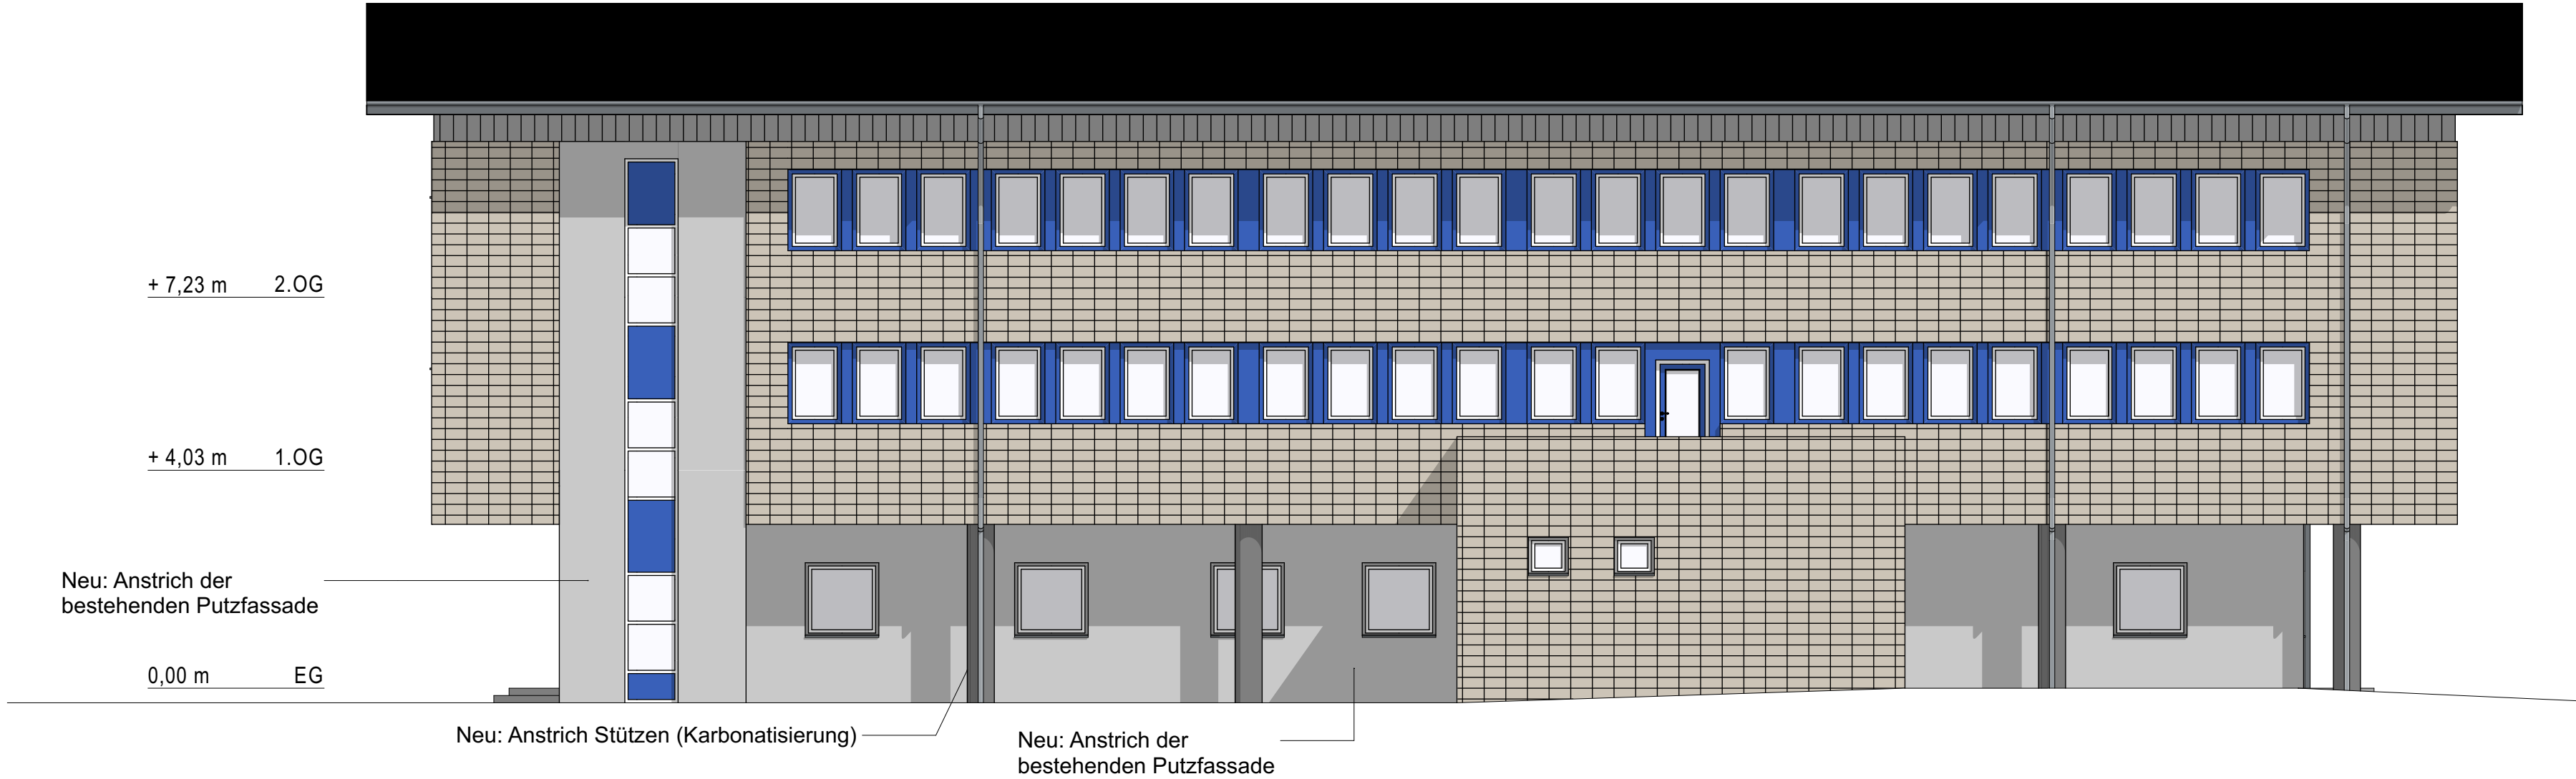 + 7,23 m 2.OG
+ 4,03 m 1.OG
Neu: Anstrich der
bestehenden Putzfassade
0,00 m EG
Neu: Anstrich Stützen (Karbonatisierung)
Neu: Anstrich der
bestehenden Putzfassade